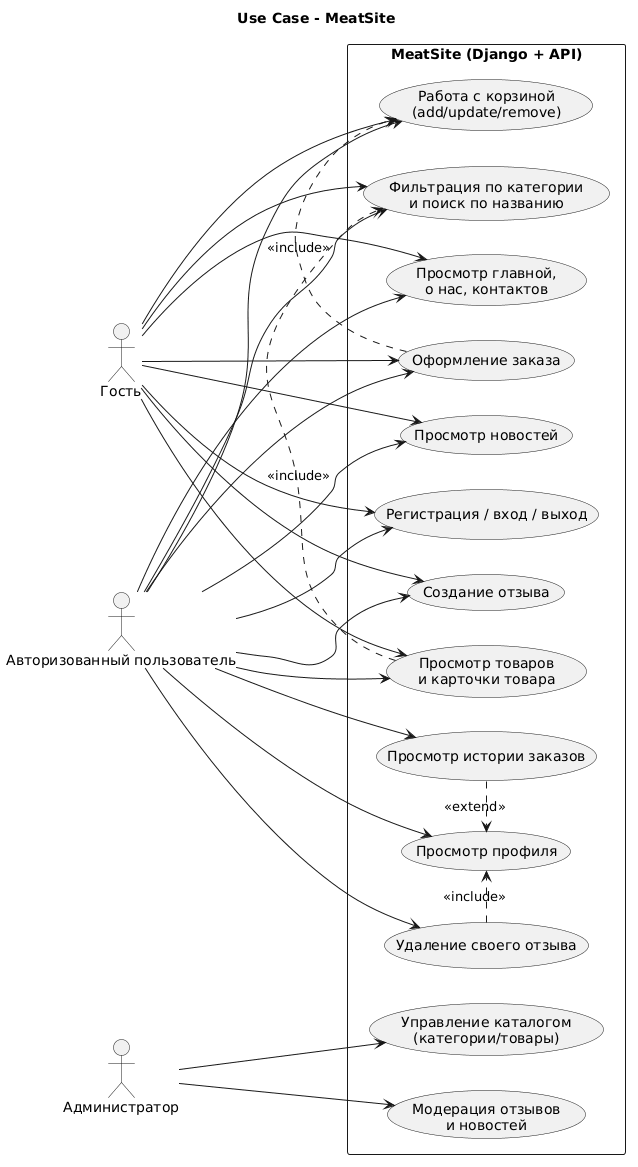 Use Case - MeatSite
MeatSite (Django + API)
Работа с корзиной
(add/update/remove)
Фильтрация по категории
и поиск по названию
«include»
Просмотр главной,
о нас, контактов
Гость
Оформление заказа
Просмотр новостей
«include»
Регистрация / вход / выход
Создание отзыва
Авторизованный пользователь
Просмотр товаров
и карточки товара
Просмотр истории заказов
«extend»
Просмотр профиля
«include»
Удаление своего отзыва
Управление каталогом
(категории/товары)
Администратор
Модерация отзывов
и новостей